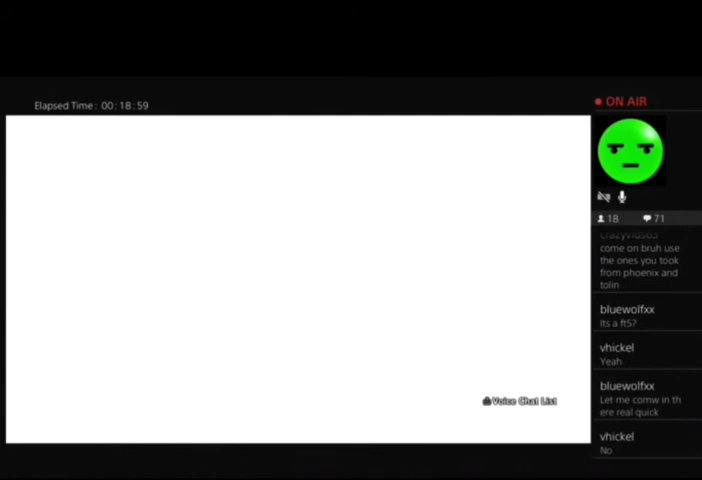 Elapsed Time: 00:18:59
ON AIR
18 71
come on bruh use
the ones you took
from phoenix and
tolin
bluewolfxx
Its a ft5?
vhickel
Yeah
bluewolfxx
Let me comw in th
ere real quick
vhickel
No
Voice Chat List